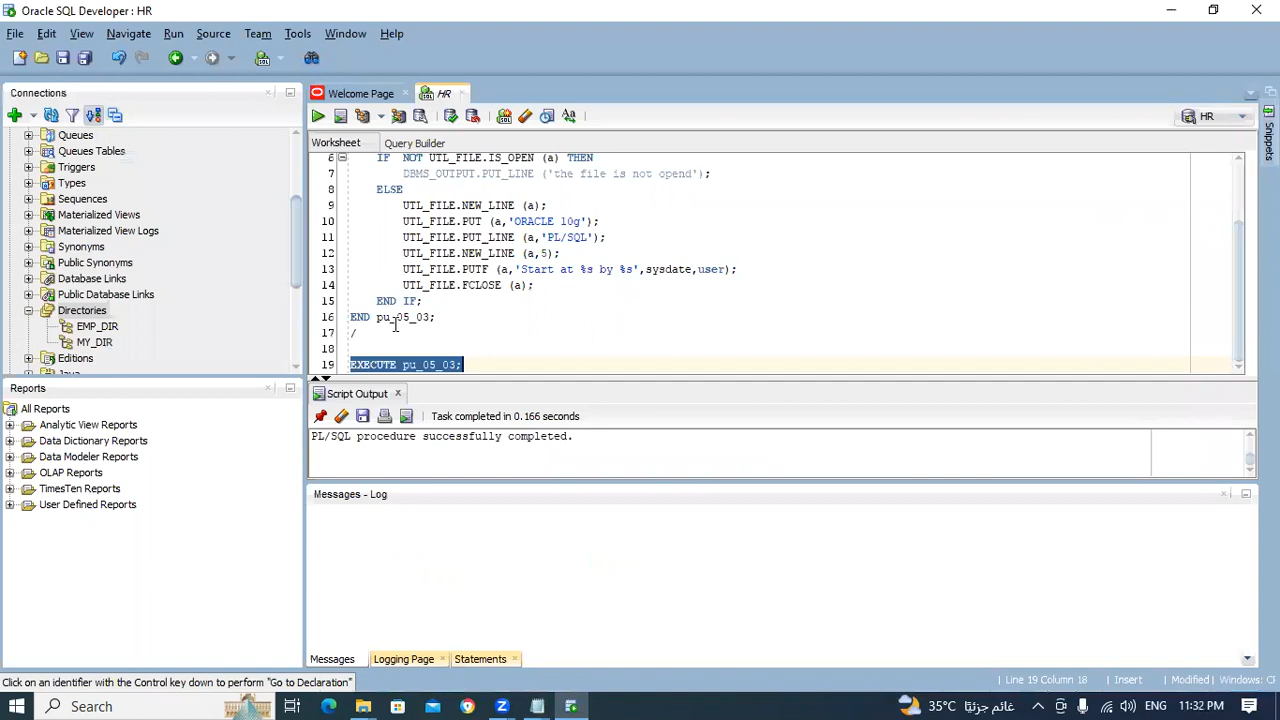 Oracle SQL Developer : HR
File Edit View Navigate Run Source Team Tools Window Help
Connections
Welcome Page
HR
HR
Snippets
Worksheet
Query Builder
Queues
Queues Tables
Triggers
Types
Sequences
Materialized Views
Materialized View Logs
Synonyms
Public Synonyms
Database Links
Public Database Links
Directories
EMP_DIR
MY_DIR
Editions
6 IF NOT UTL_FILE.IS_OPEN (a) THEN
7 DBMS_OUTPUT.PUT_LINE ('the file is not opend');
8 ELSE
9 UTL_FILE.NEW_LINE (a);
10 UTL_FILE.PUT (a,'ORACLE 10g');
11 UTL_FILE.PUT_LINE (a,'PL/SQL');
12 UTL_FILE.NEW_LINE (a,5);
13 UTL_FILE.PUTF (a,'Start at %s by %s',sysdate,user);
14 UTL_FILE.FCLOSE (a);
15 END IF;
16 END pu_05_03;
17 /
18
19 EXECUTE pu_05_03;
Reports
All Reports
Analytic View Reports
Data Dictionary Reports
Data Modeler Reports
OLAP Reports
TimesTen Reports
User Defined Reports
Script Output
Task completed in 0.166 seconds
PL/SQL procedure successfully completed.
Messages - Log
Messages
Logging Page
Statements
Click on an identifier with the Control key down to perform "Go to Declaration"
Line 19 Column 18
Insert
Modified
Windows: CF
Search
35°C غائم جزئيًا
ENG
11:32 PM